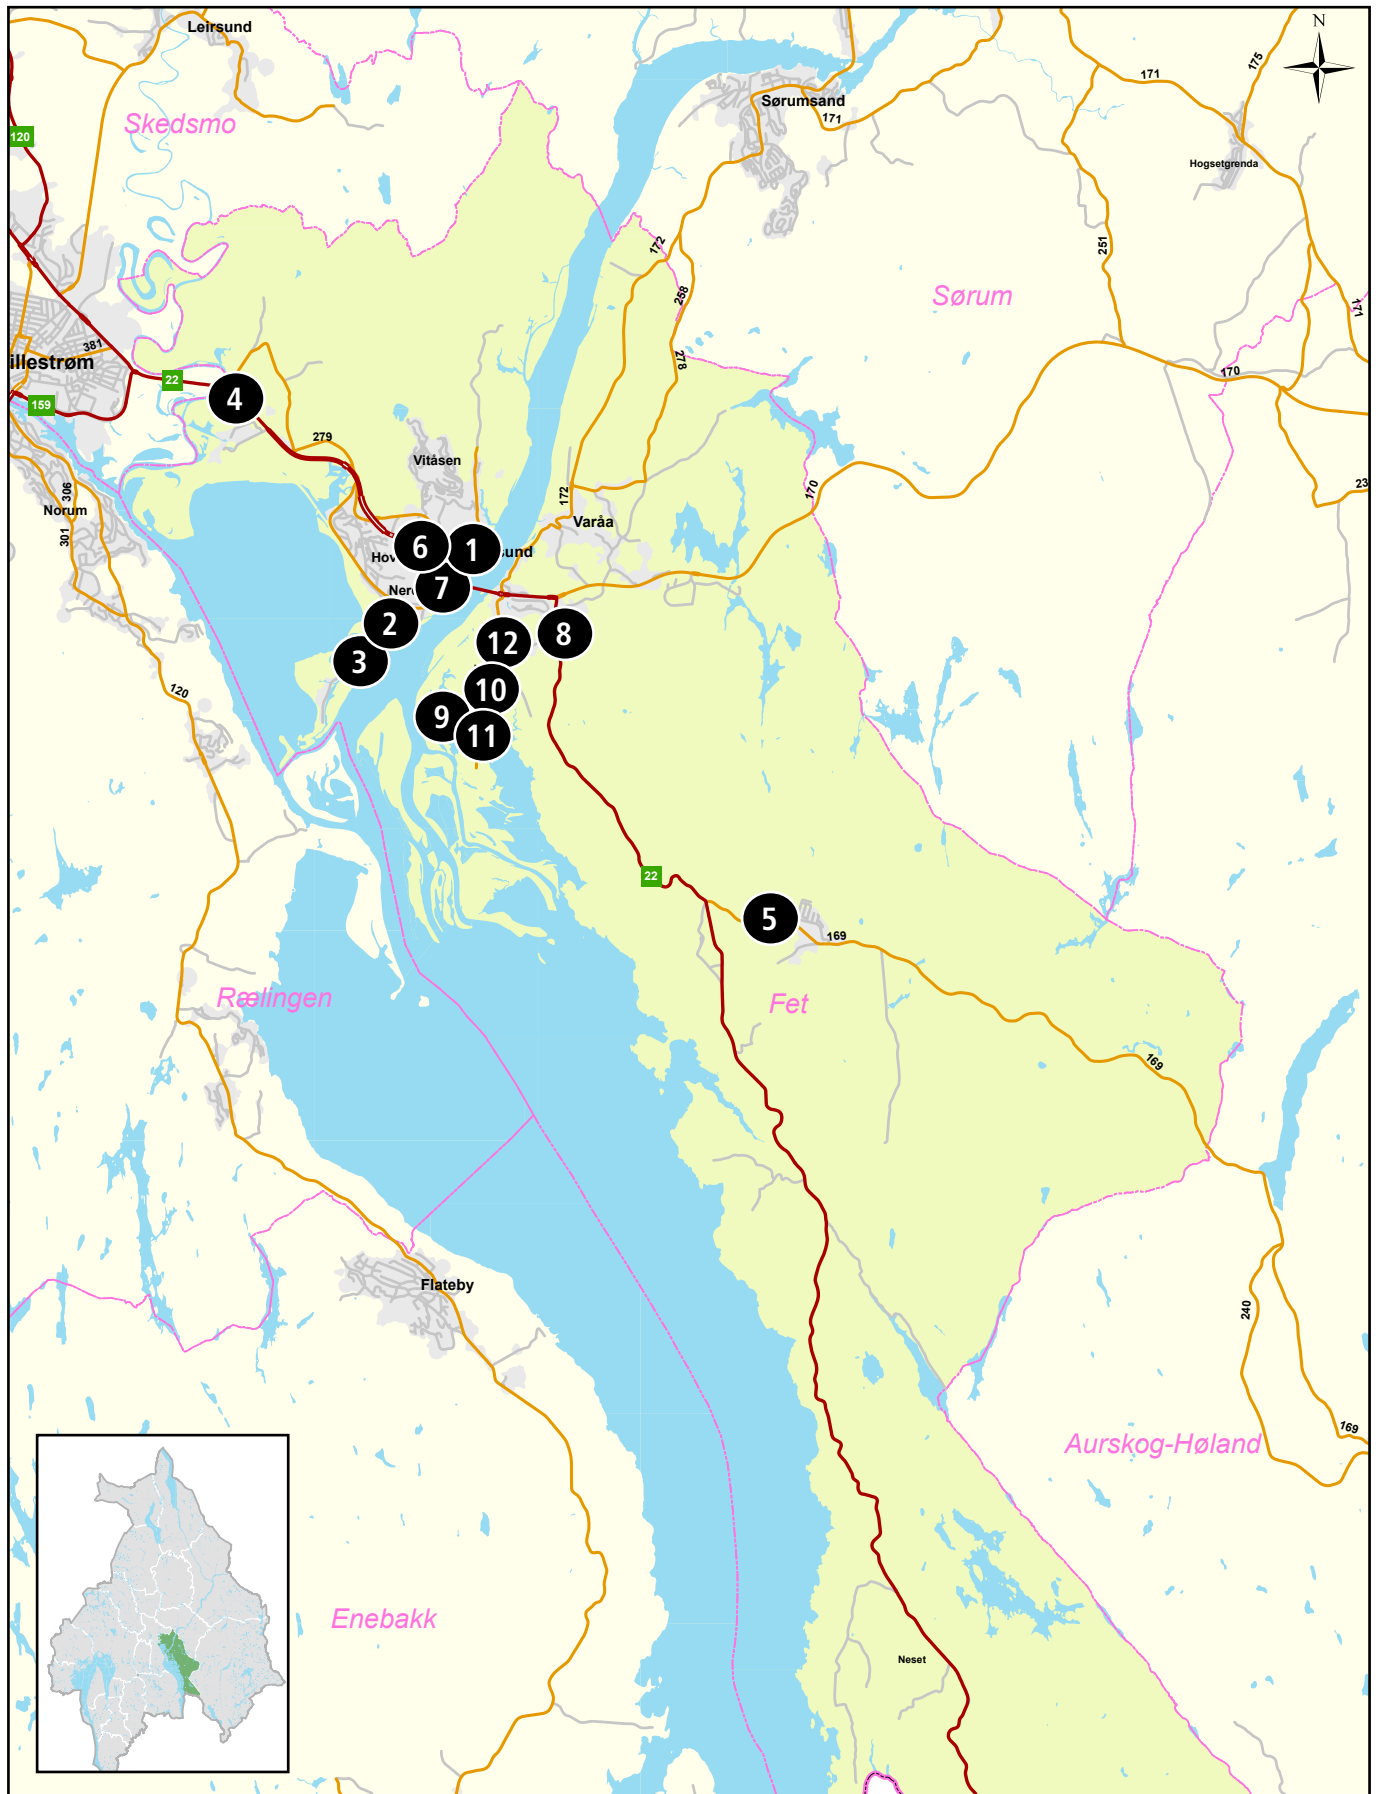 Leirsund
N
175
171
Sørumsand
171
Skedsmo
120
Hogsetgrenda
172
251
258
Sørum
171
381
278
illestrøm
170
22
4
159
279
Vitåsen
306
170
172
23
Norum
Varåa
301
6
1
sund
Hov
7
Ner
2
12
8
3
10
120
9
11
22
5
169
Rælingen
Fet
169
Flateby
240
169
Aurskog-Høland
Enebakk
Neset